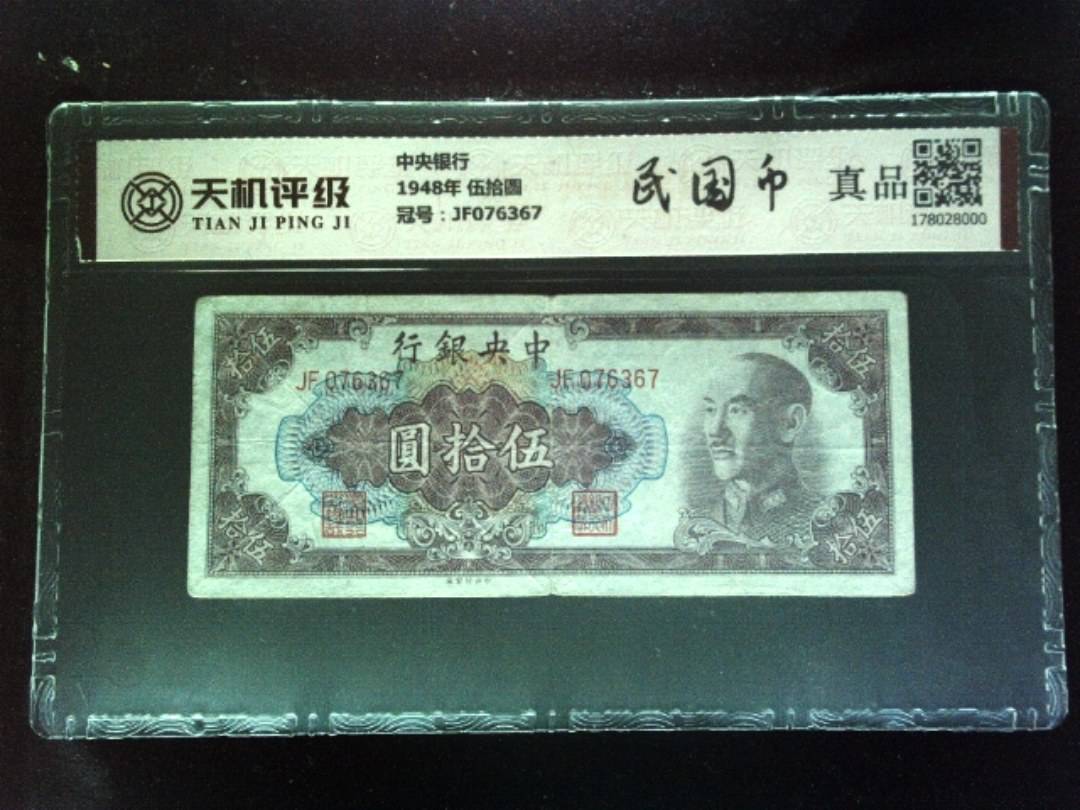 天机评级
TIAN JI PING JI
中央银行
1948年 伍拾圓
冠号：JF076367
民国币
真品
178028000
行銀央中
JF 076367
JF 076367
拾伍
拾伍
圓拾伍
拾伍
拾伍